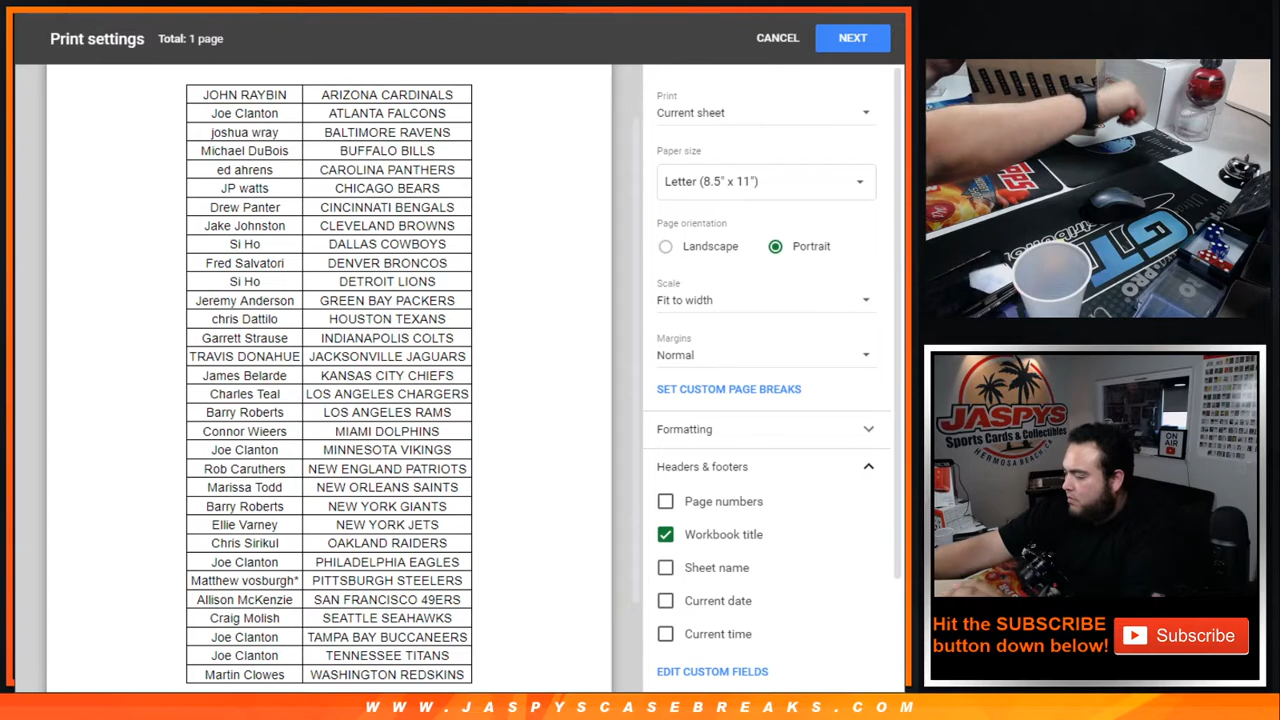 Print settings Total: 1 page
CANCEL NEXT
JOHN RAYBIN ARIZONA CARDINALS
Joe Clanton ATLANTA FALCONS
joshua wray BALTIMORE RAVENS
Michael DuBois BUFFALO BILLS
ed ahrens CAROLINA PANTHERS
JP watts CHICAGO BEARS
Drew Panter CINCINNATI BENGALS
Jake Johnston CLEVELAND BROWNS
Si Ho DALLAS COWBOYS
Fred Salvatori DENVER BRONCOS
Si Ho DETROIT LIONS
Jeremy Anderson GREEN BAY PACKERS
chris Dattilo HOUSTON TEXANS
Garrett Strause INDIANAPOLIS COLTS
TRAVIS DONAHUE JACKSONVILLE JAGUARS
James Belarde KANSAS CITY CHIEFS
Charles Teal LOS ANGELES CHARGERS
Barry Roberts LOS ANGELES RAMS
Connor Wieers MIAMI DOLPHINS
Joe Clanton MINNESOTA VIKINGS
Rob Caruthers NEW ENGLAND PATRIOTS
Marissa Todd NEW ORLEANS SAINTS
Barry Roberts NEW YORK GIANTS
Ellie Varney NEW YORK JETS
Chris Sirikul OAKLAND RAIDERS
Joe Clanton PHILADELPHIA EAGLES
Matthew vosburgh* PITTSBURGH STEELERS
Allison McKenzie SAN FRANCISCO 49ERS
Craig Molish SEATTLE SEAHAWKS
Joe Clanton TAMPA BAY BUCCANEERS
Joe Clanton TENNESSEE TITANS
Martin Clowes WASHINGTON REDSKINS
Print
Current sheet
Paper size
Letter (8.5" x 11")
Page orientation
Landscape Portrait
Scale
Fit to width
Margins
Normal
SET CUSTOM PAGE BREAKS
Formatting
Headers & footers
Page numbers
Workbook title
Sheet name
Current date
Current time
EDIT CUSTOM FIELDS
GTS
JASPYS
Sports Cards & Collectibles
HERMOSA BEACH, CA
ON AIR
Hit the SUBSCRIBE
button down below!
Subscribe
WWW.JASPYSCASEBREAKS.COM